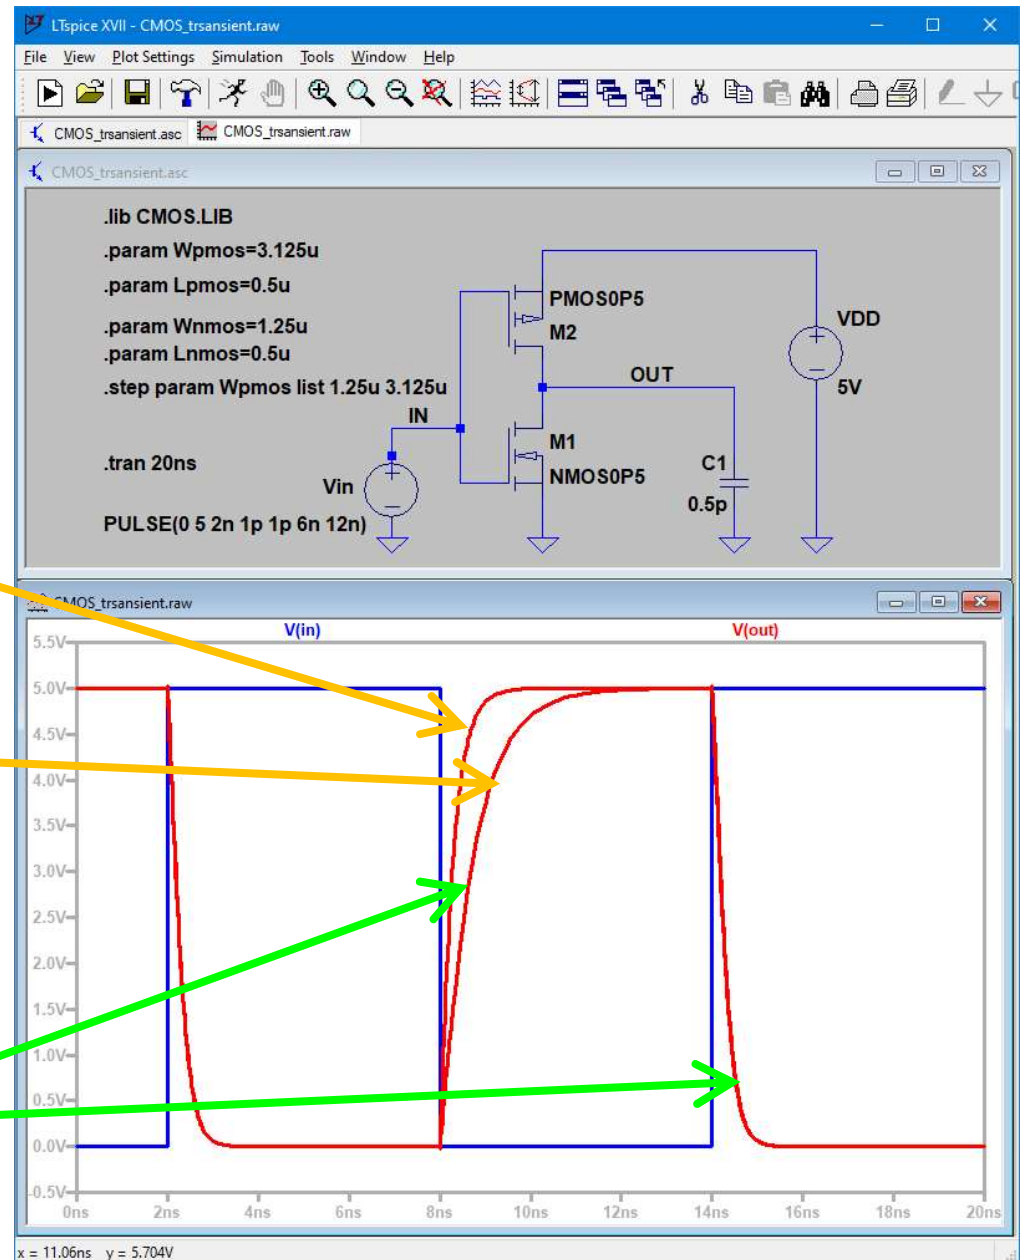 LTspice XVII - CMOS_trsansient.raw
File View Plot Settings Simulation Tools Window Help
CMOS_trsansient.asc CMOS_trsansient.raw
CMOS_trsansient.asc
.lib CMOS.LIB
.param Wpmos=3.125u
.param Lpmos=0.5u
.param Wnmos=1.25u
.param Lnmos=0.5u
.step param Wpmos list 1.25u 3.125u
.tran 20ns
PULSE(0 5 2n 1p 1p 6n 12n)
IN
Vin
PMOS0P5
M2
M1
NMOS0P5
OUT
C1
0.5p
VDD
5V
CMOS_trsansient.raw
V(in) V(out)
5.5V
5.0V
4.5V
4.0V
3.5V
3.0V
2.5V
2.0V
1.5V
1.0V
0.5V
0.0V
-0.5V
0ns 2ns 4ns 6ns 8ns 10ns 12ns 14ns 16ns 18ns 20ns
x = 11.06ns y = 5.704V